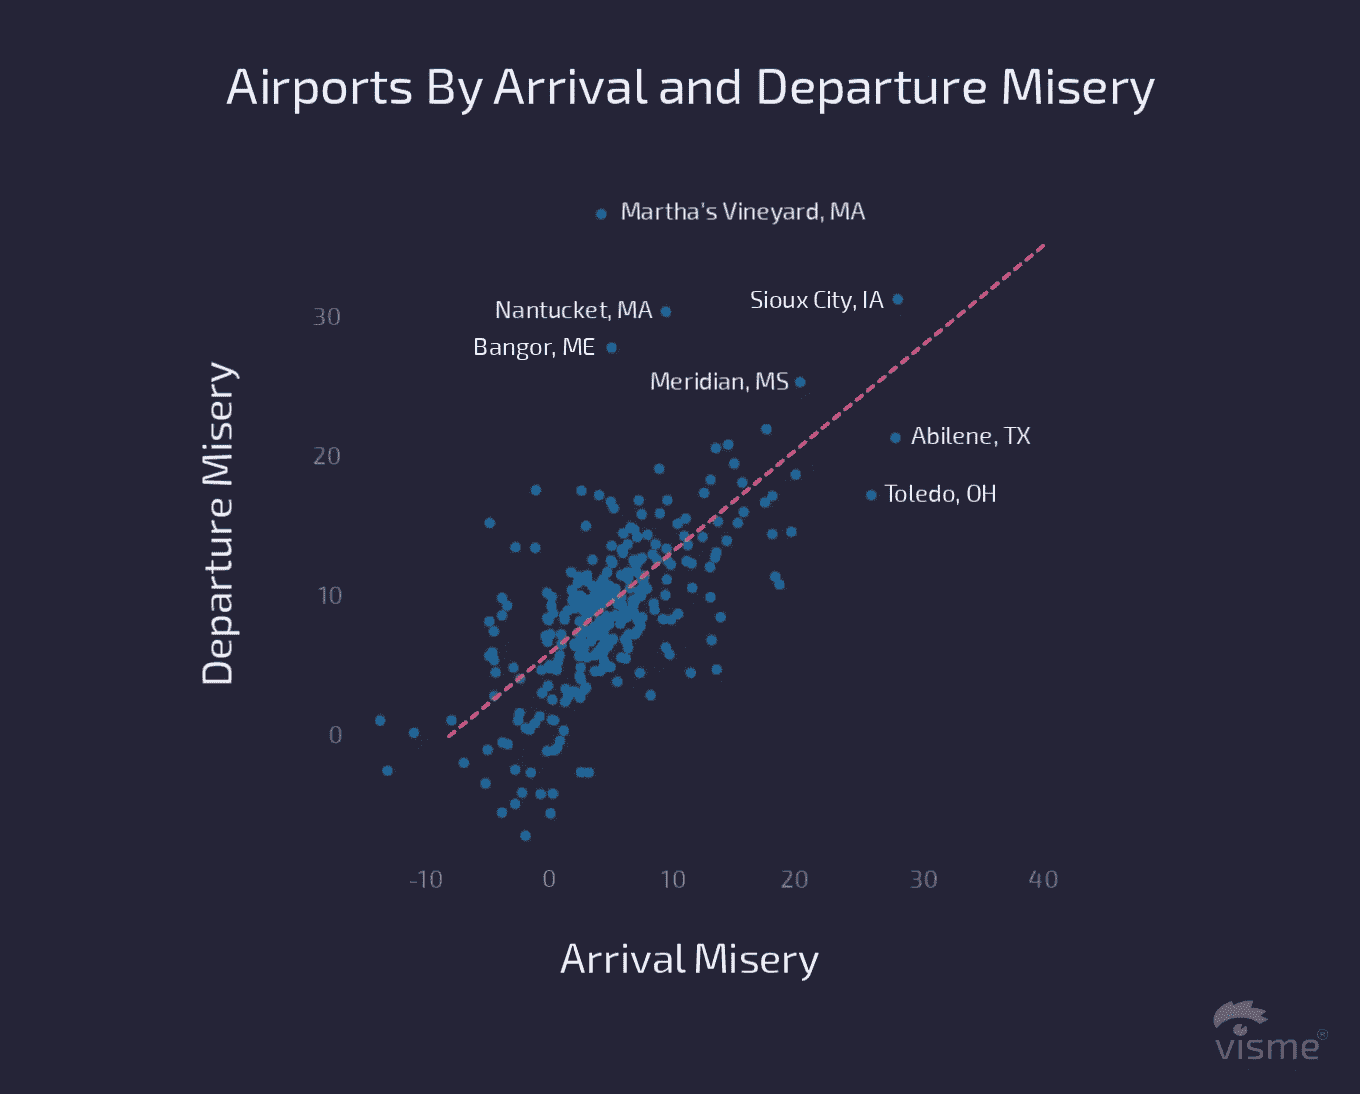 Airports By Arrival and Departure Misery
Martha's Vineyard, MA
Sioux City, IA
Nantucket, MA
30
Bangor, ME
Meridian, MS
Abilene, TX
20
Toledo, OH
Departure Misery
10
0
-10 0 10 20 30 40
Arrival Misery
visme®